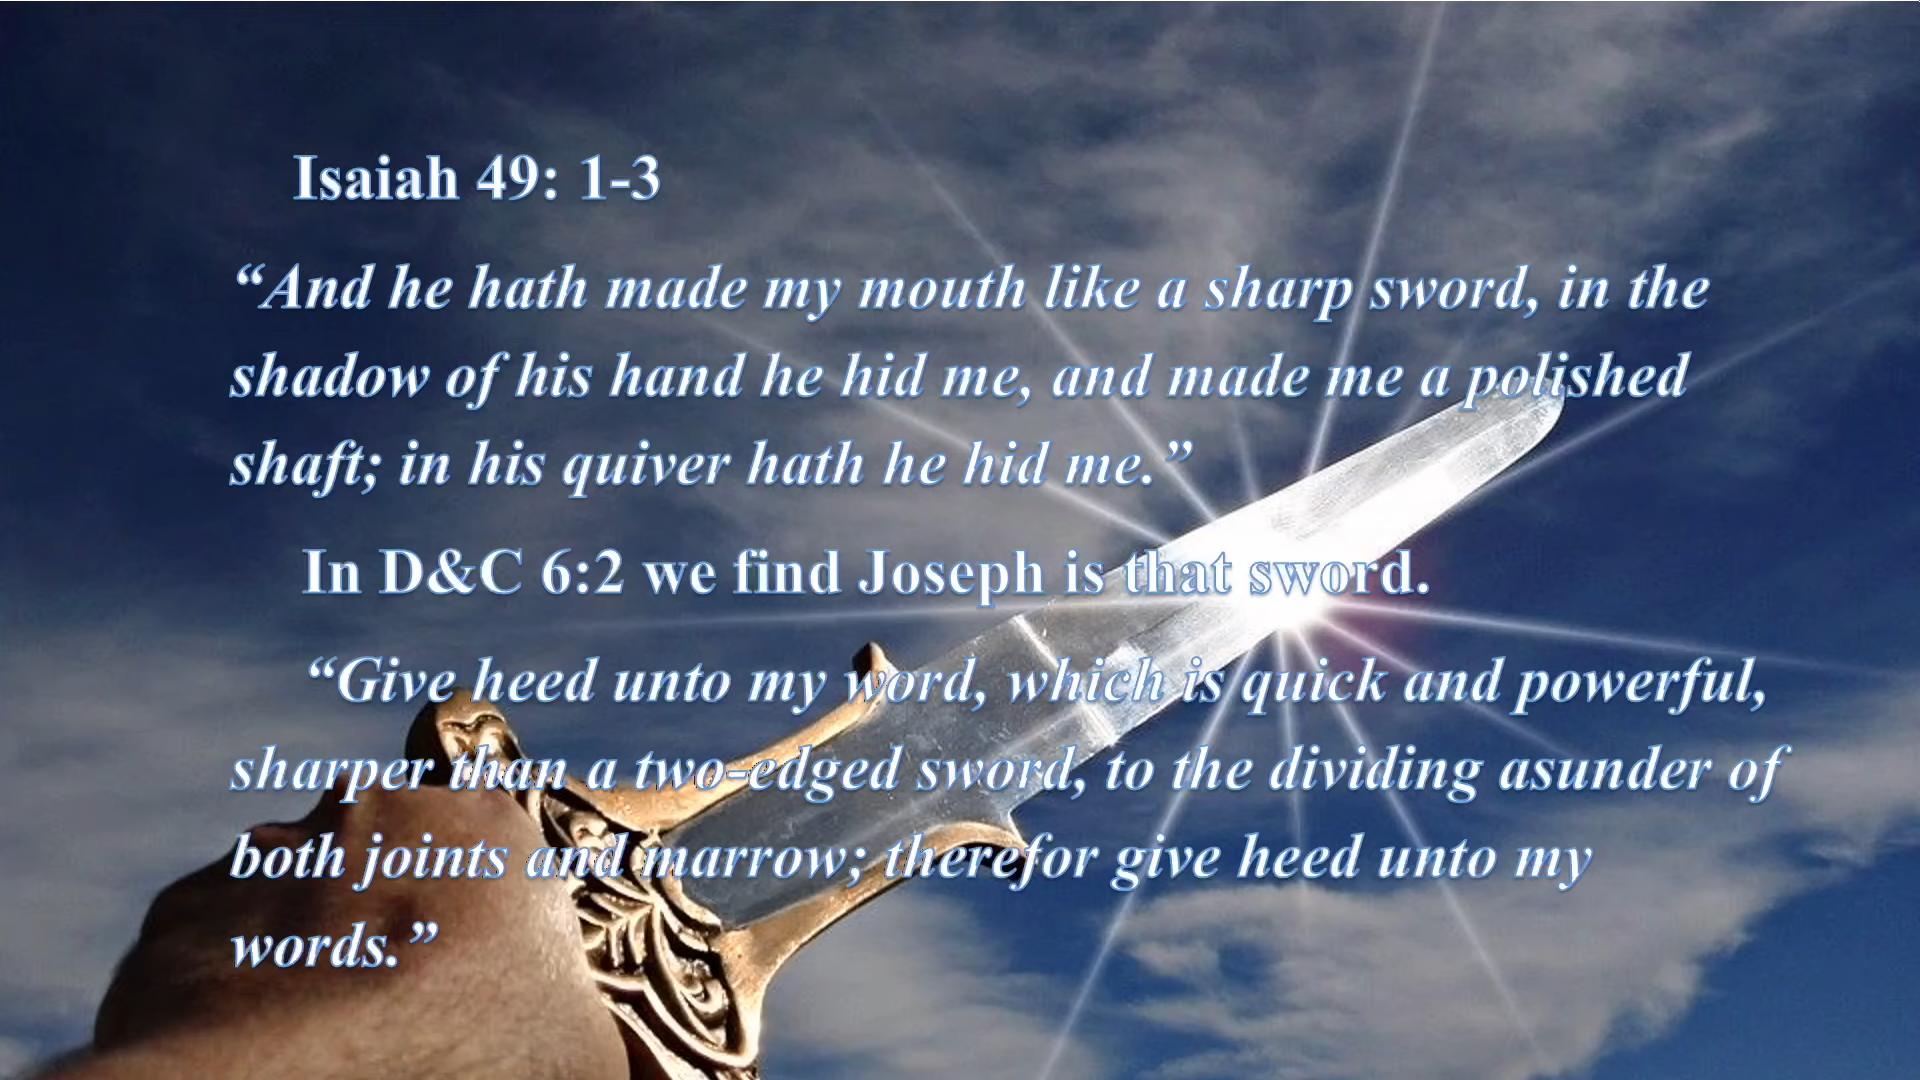 Isaiah 49: 1-3
“And he hath made my mouth like a sharp sword, in the
shadow of his hand he hid me, and made me a polished
shaft; in his quiver hath he hid me.”
In D&C 6:2 we find Joseph is that sword.
“Give heed unto my word, which is quick and powerful,
sharper than a two-edged sword, to the dividing asunder of
both joints and marrow; therefor give heed unto my
words.”